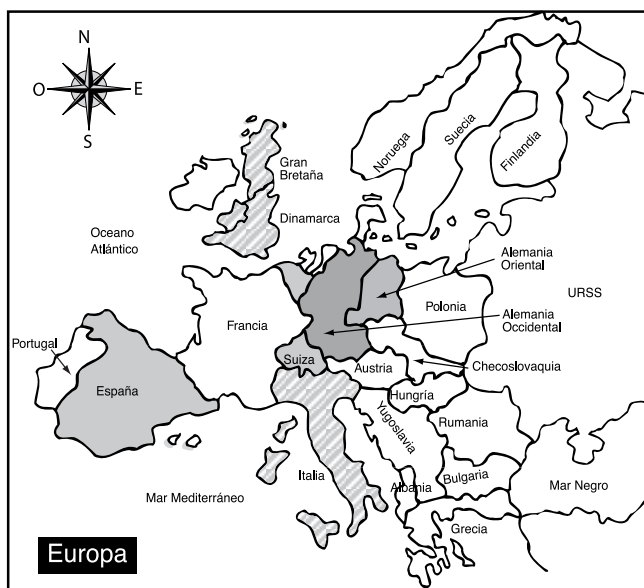 N
O
E
S
Gran
Bretaña
Noruega
Suecia
Finlandia
Dinamarca
Oceano
Atlántico
Alemania
Oriental
URSS
Polonia
Francia
Alemania
Occidental
Portugal
Suiza
Austria
Checoslovaquia
España
Hungría
Yugoslavia
Rumania
Italia
Albania
Bulgaria
Mar Negro
Mar Mediterráneo
Grecia
Europa